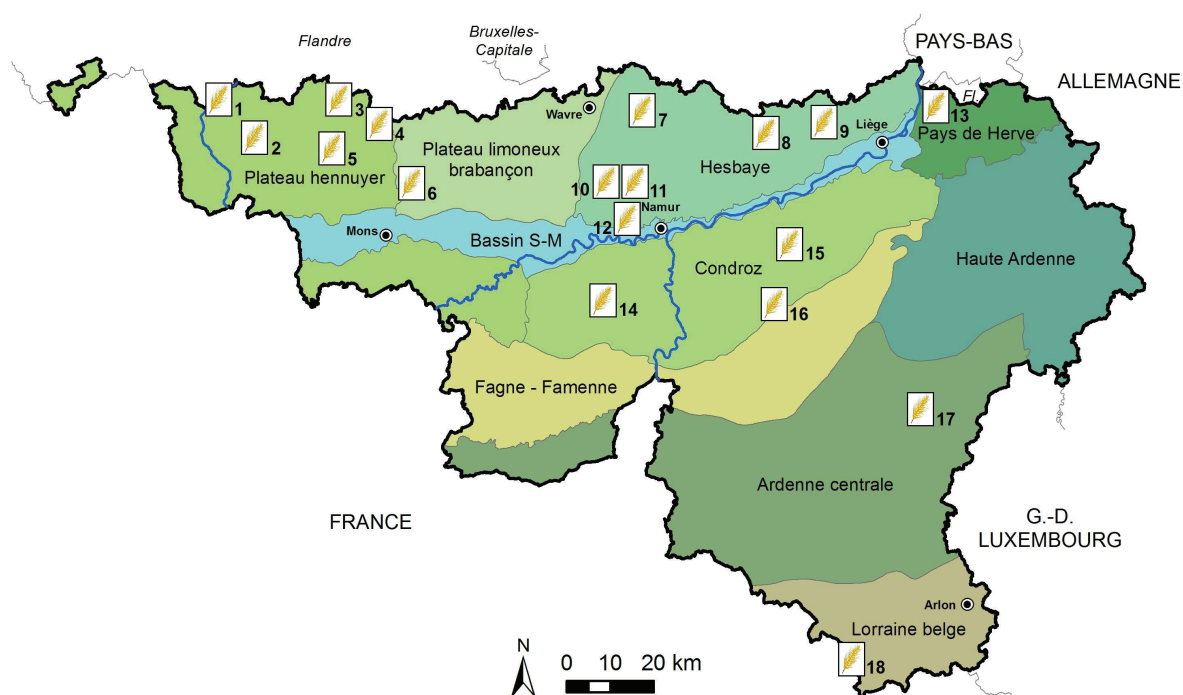 Flandre
Bruxelles-
Capitale
PAYS-BAS
ALLEMAGNE
Fl.
1
2
3
4
5
6
7
8
9
10
11
12
13
14
15
16
17
18
Wavre
Liège
Pays de Herve
Plateau limoneux
brabançon
Hesbaye
Plateau hennuyer
Namur
Mons
Bassin S-M
Condroz
Haute Ardenne
Fagne - Famenne
Ardenne centrale
FRANCE
G.-D.
LUXEMBOURG
Arlon
Lorraine belge
N
0 10 20 km